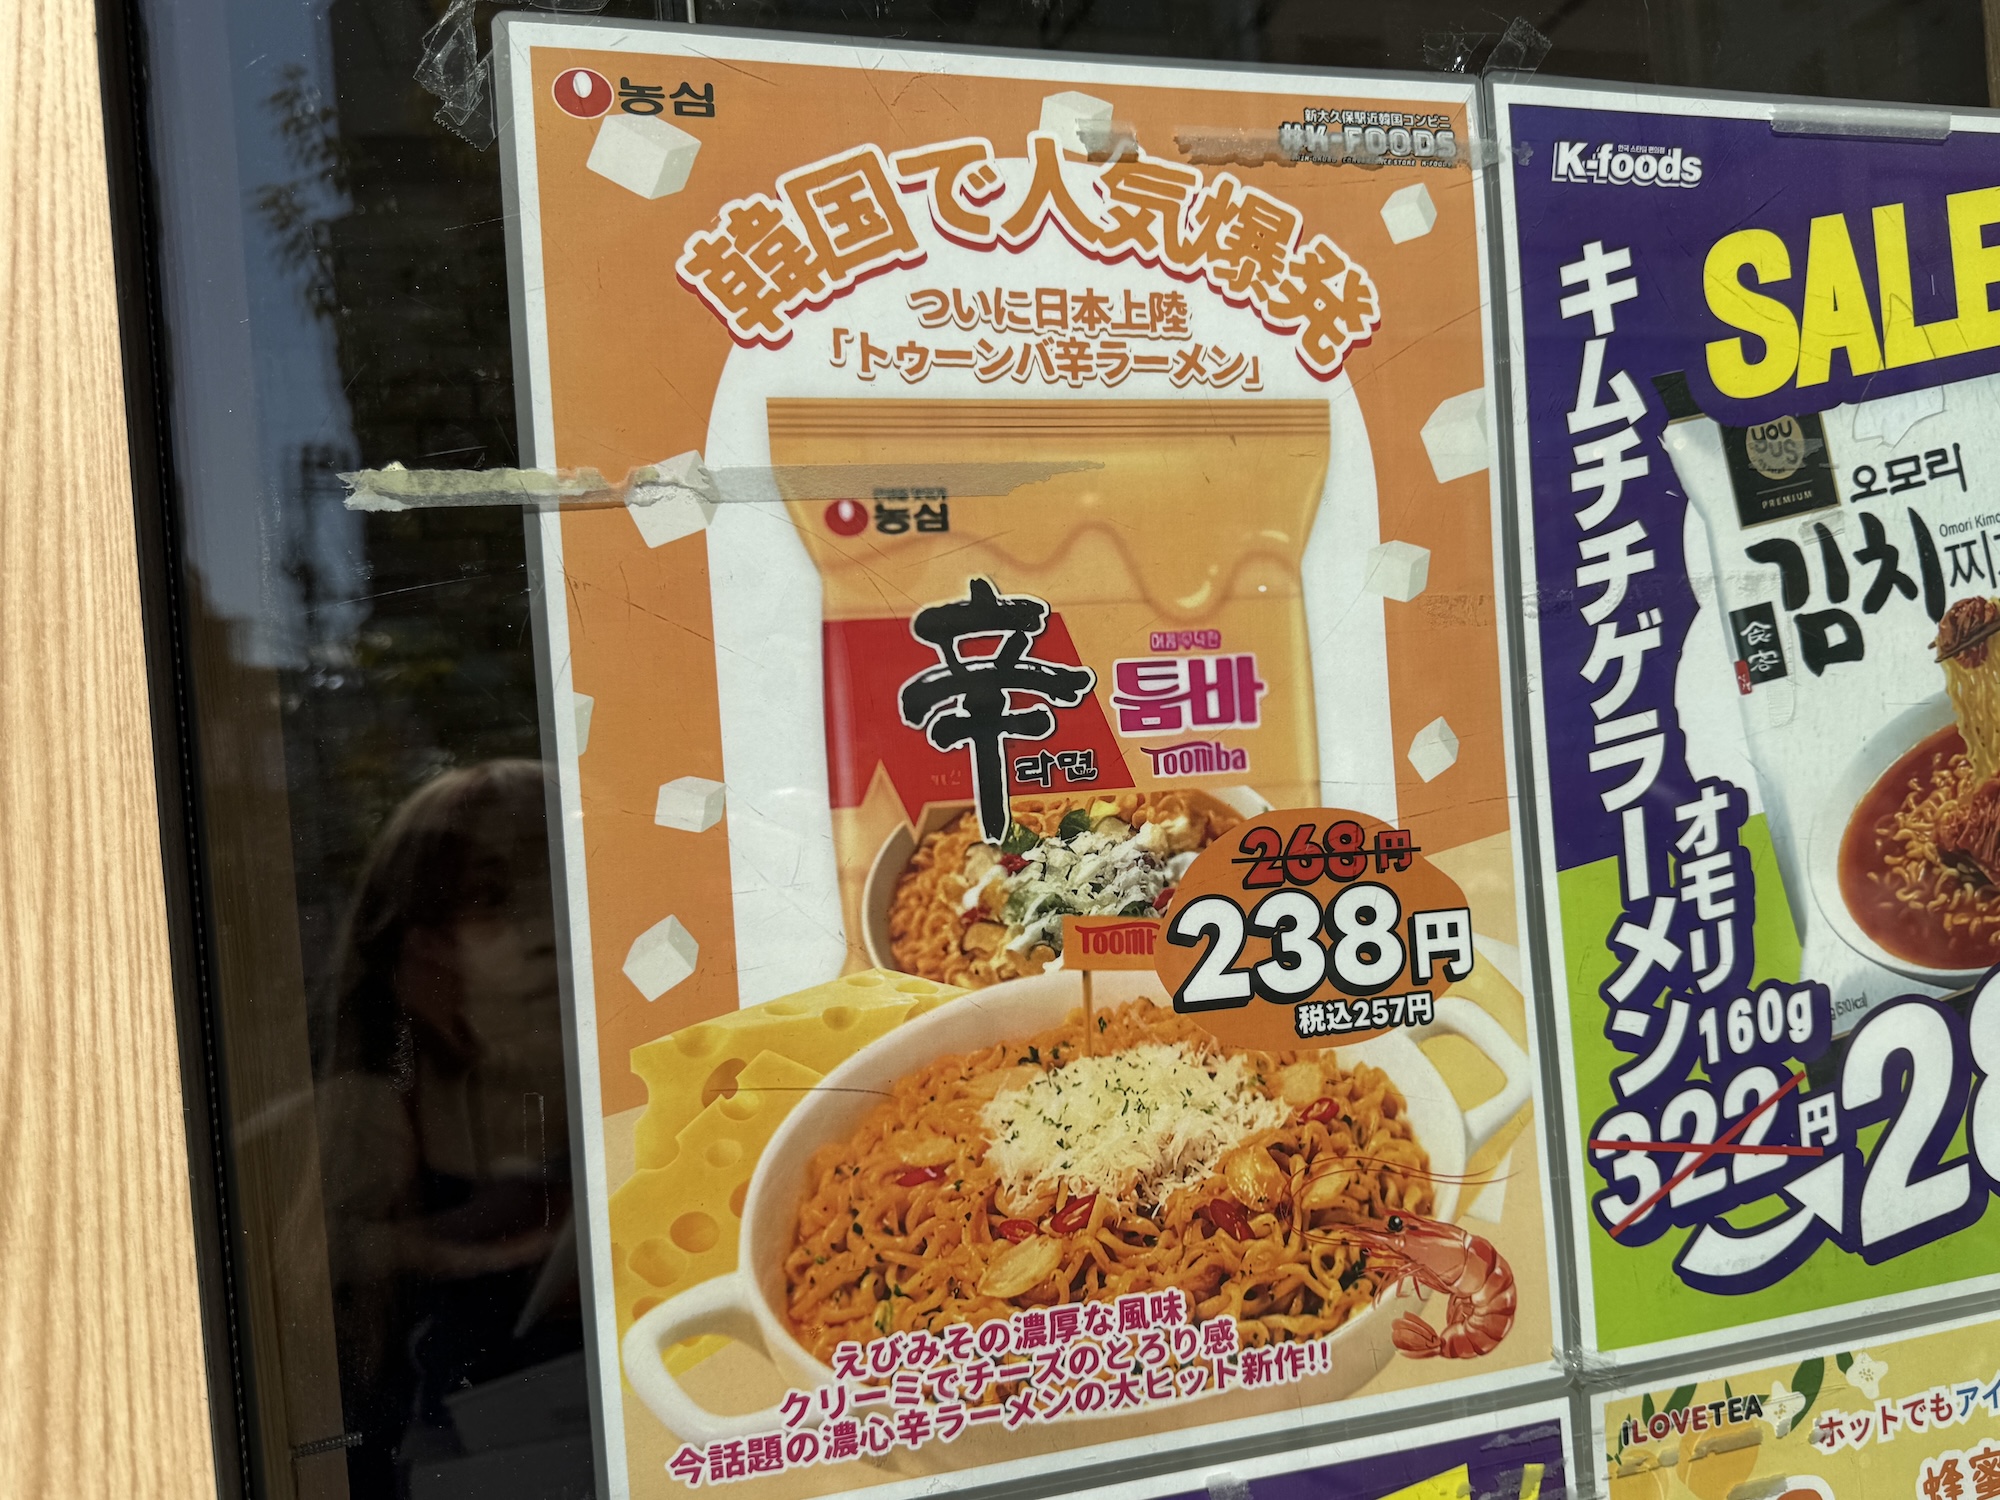 농심
新大久保駅近韓国コンビニ
#K-FOODS
韓国で人気爆発
ついに日本上陸
「トゥーンバ辛ラーメン」
농심
辛
라면
툼바
Toomba
268円
238円
税込257円
えびみその濃厚な風味
クリーミでチーズのとろり感
今話題の濃心辛ラーメンの大ヒット新作!!
K-foods
SALE
キムチチゲラーメン
オモリ
160g
322円
you
us
PREMIUM
오모리
김치
食客
iLOVETEA
ホットでもアイ
蜂蜜